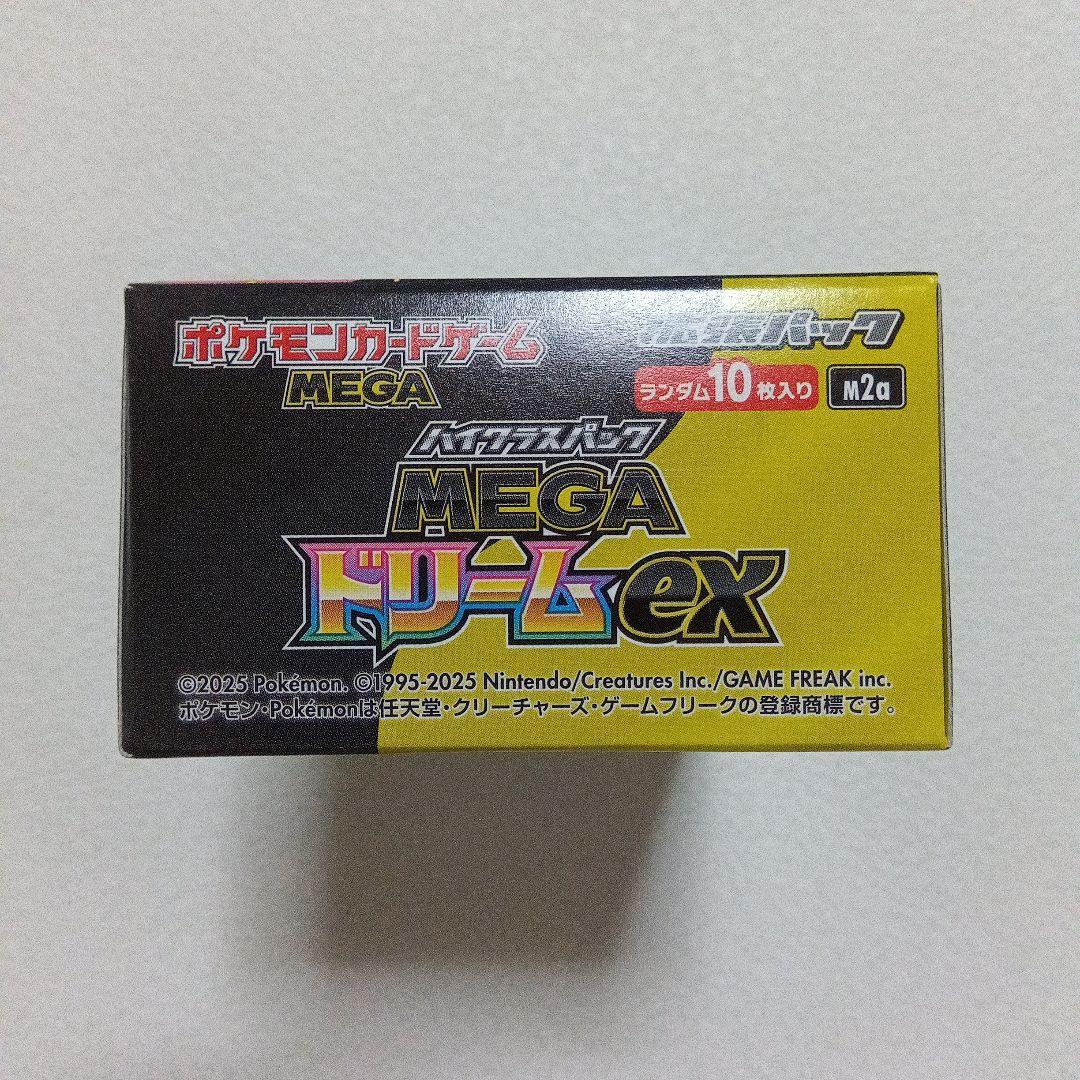 ポケモンカードゲーム
MEGA
拡張パック
ランダム10枚入り M2a
ハイクラスパック
MEGA
ドリームex
©2025 Pokémon. ©1995-2025 Nintendo/Creatures Inc./GAME FREAK inc.
ポケモン・Pokémonは任天堂・クリーチャーズ・ゲームフリークの登録商標です。